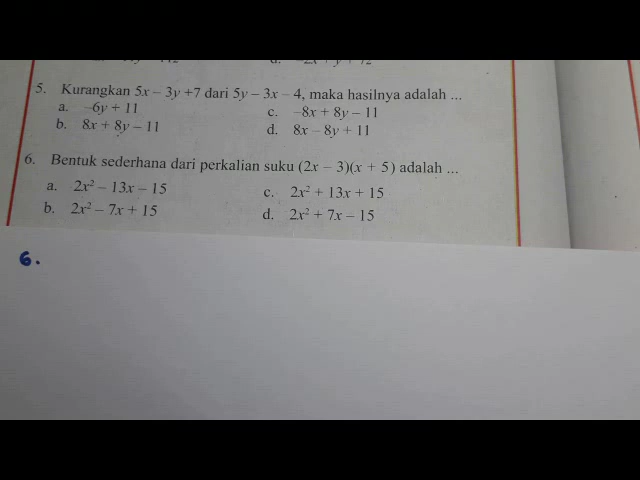 5. Kurangkan 5x – 3y +7 dari 5y – 3x – 4, maka hasilnya adalah ...
a. –6y + 11 c. –8x + 8y – 11
b. 8x + 8y – 11 d. 8x – 8y + 11
6. Bentuk sederhana dari perkalian suku (2x – 3)(x + 5) adalah ...
a. 2x² – 13x – 15 c. 2x² + 13x + 15
b. 2x² – 7x + 15 d. 2x² + 7x – 15
6.